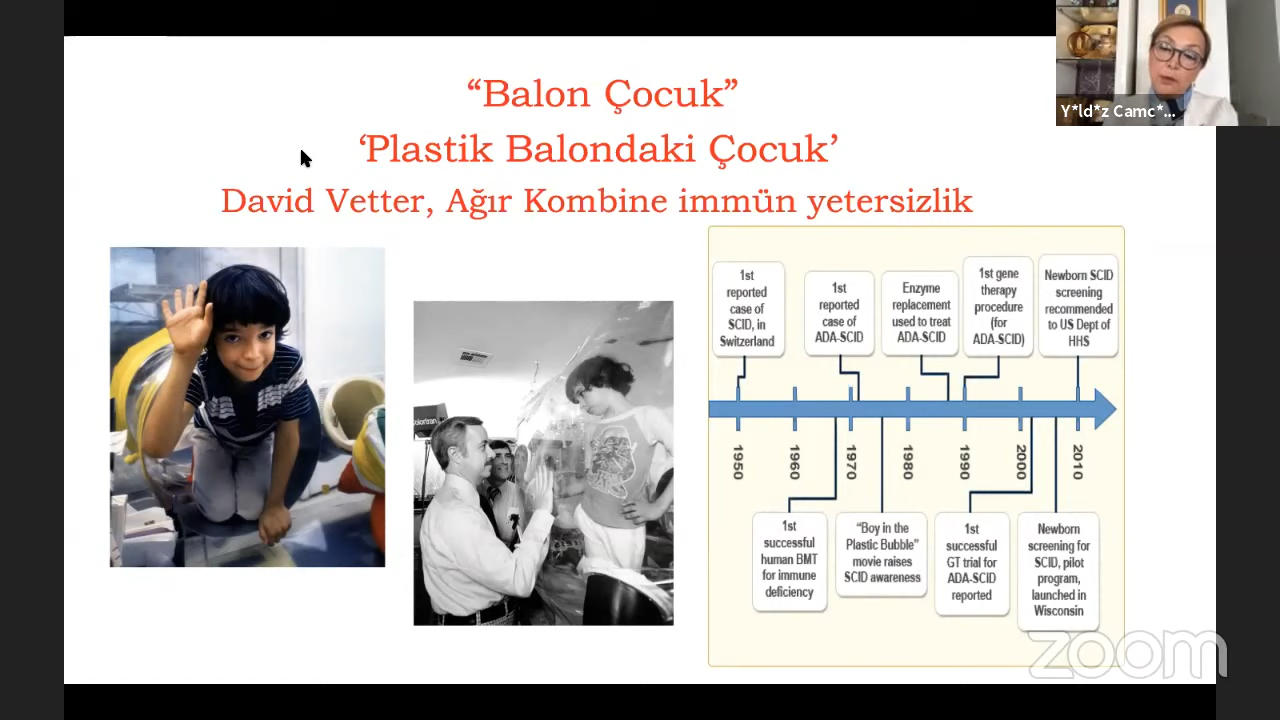 Y*ld*z Camc*...
“Balon Çocuk”
‘Plastik Balondaki Çocuk’
David Vetter, Ağır Kombine immün yetersizlik
1st
reported
case of
SCID, in
Switzerland
1st
reported
case of
ADA-SCID
Enzyme
replacement
used to treat
ADA-SCID
1st gene
therapy
procedure
(for
ADA-SCID)
Newborn SCID
screening
recommended
to US Dept of
HHS
1950
1960
1970
1980
1990
2000
2010
1st
successful
human BMT
for immune
deficiency
“Boy in the
Plastic Bubble”
movie raises
SCID awareness
1st
successful
GT trial for
ADA-SCID
reported
Newborn
screening for
SCID, pilot
program,
launched in
Wisconsin
zoom